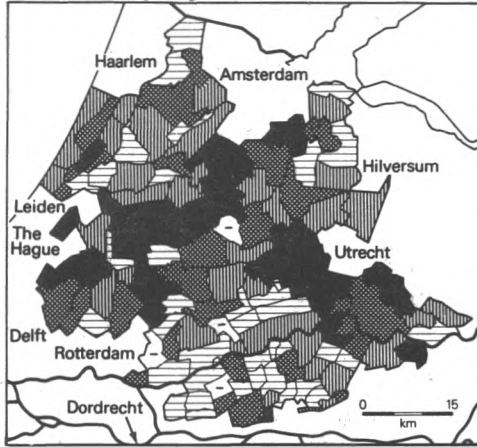 Haarlem
Amsterdam
Hilversum
Leiden
The
Hague
Utrecht
Delft
Rotterdam
Dordrecht
0 15
km